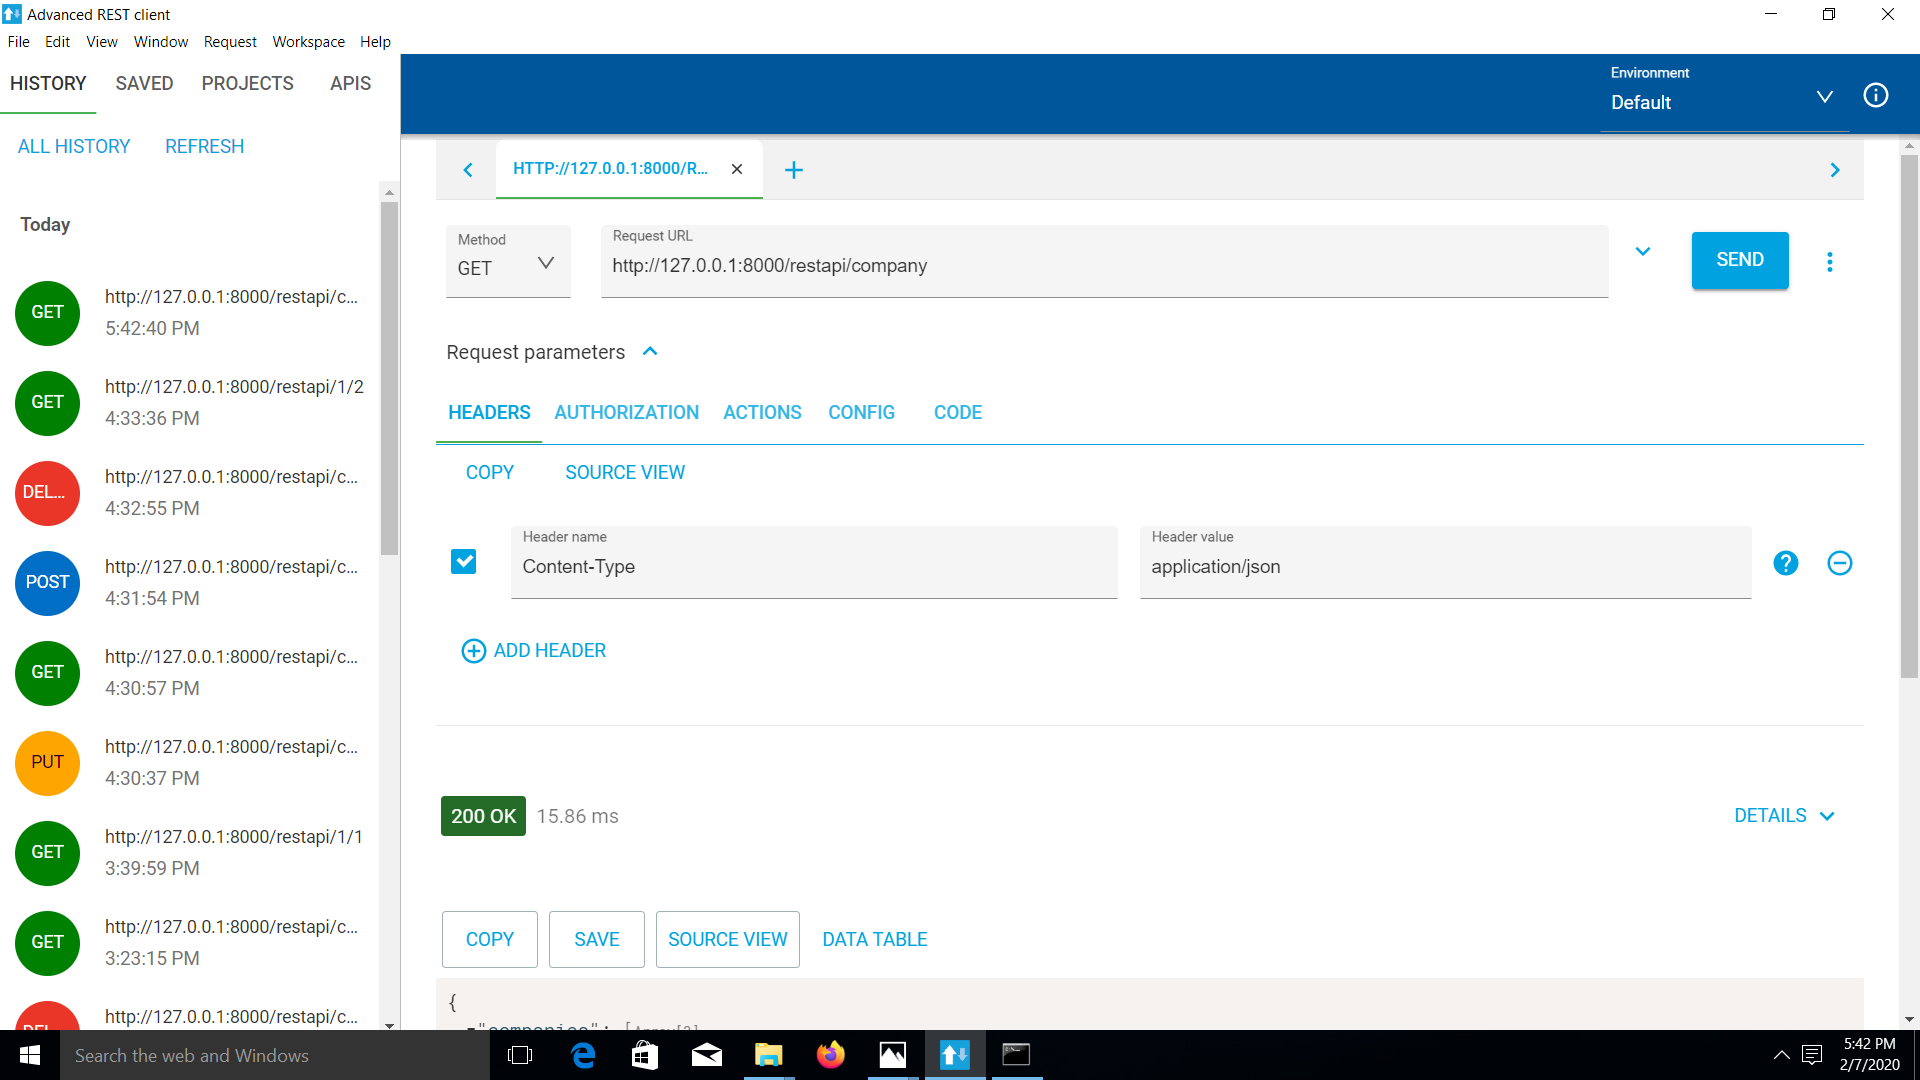 Advanced REST client
File Edit View Window Request Workspace Help
HISTORY SAVED PROJECTS APIS
ALL HISTORY REFRESH
Today
GET http://127.0.0.1:8000/restapi/c...
5:42:40 PM
GET http://127.0.0.1:8000/restapi/1/2
4:33:36 PM
DEL... http://127.0.0.1:8000/restapi/c...
4:32:55 PM
POST http://127.0.0.1:8000/restapi/c...
4:31:54 PM
GET http://127.0.0.1:8000/restapi/c...
4:30:57 PM
PUT http://127.0.0.1:8000/restapi/c...
4:30:37 PM
GET http://127.0.0.1:8000/restapi/1/1
3:39:59 PM
GET http://127.0.0.1:8000/restapi/c...
3:23:15 PM
DEL... http://127.0.0.1:8000/restapi/c...
Environment
Default
HTTP://127.0.0.1:8000/R...
Method
GET
Request URL
http://127.0.0.1:8000/restapi/company
SEND
Request parameters
HEADERS AUTHORIZATION ACTIONS CONFIG CODE
COPY SOURCE VIEW
Header name
Content-Type
Header value
application/json
ADD HEADER
200 OK 15.86 ms
DETAILS
COPY SAVE SOURCE VIEW DATA TABLE
{
"companies": [Array[2]
Search the web and Windows
5:42 PM
2/7/2020